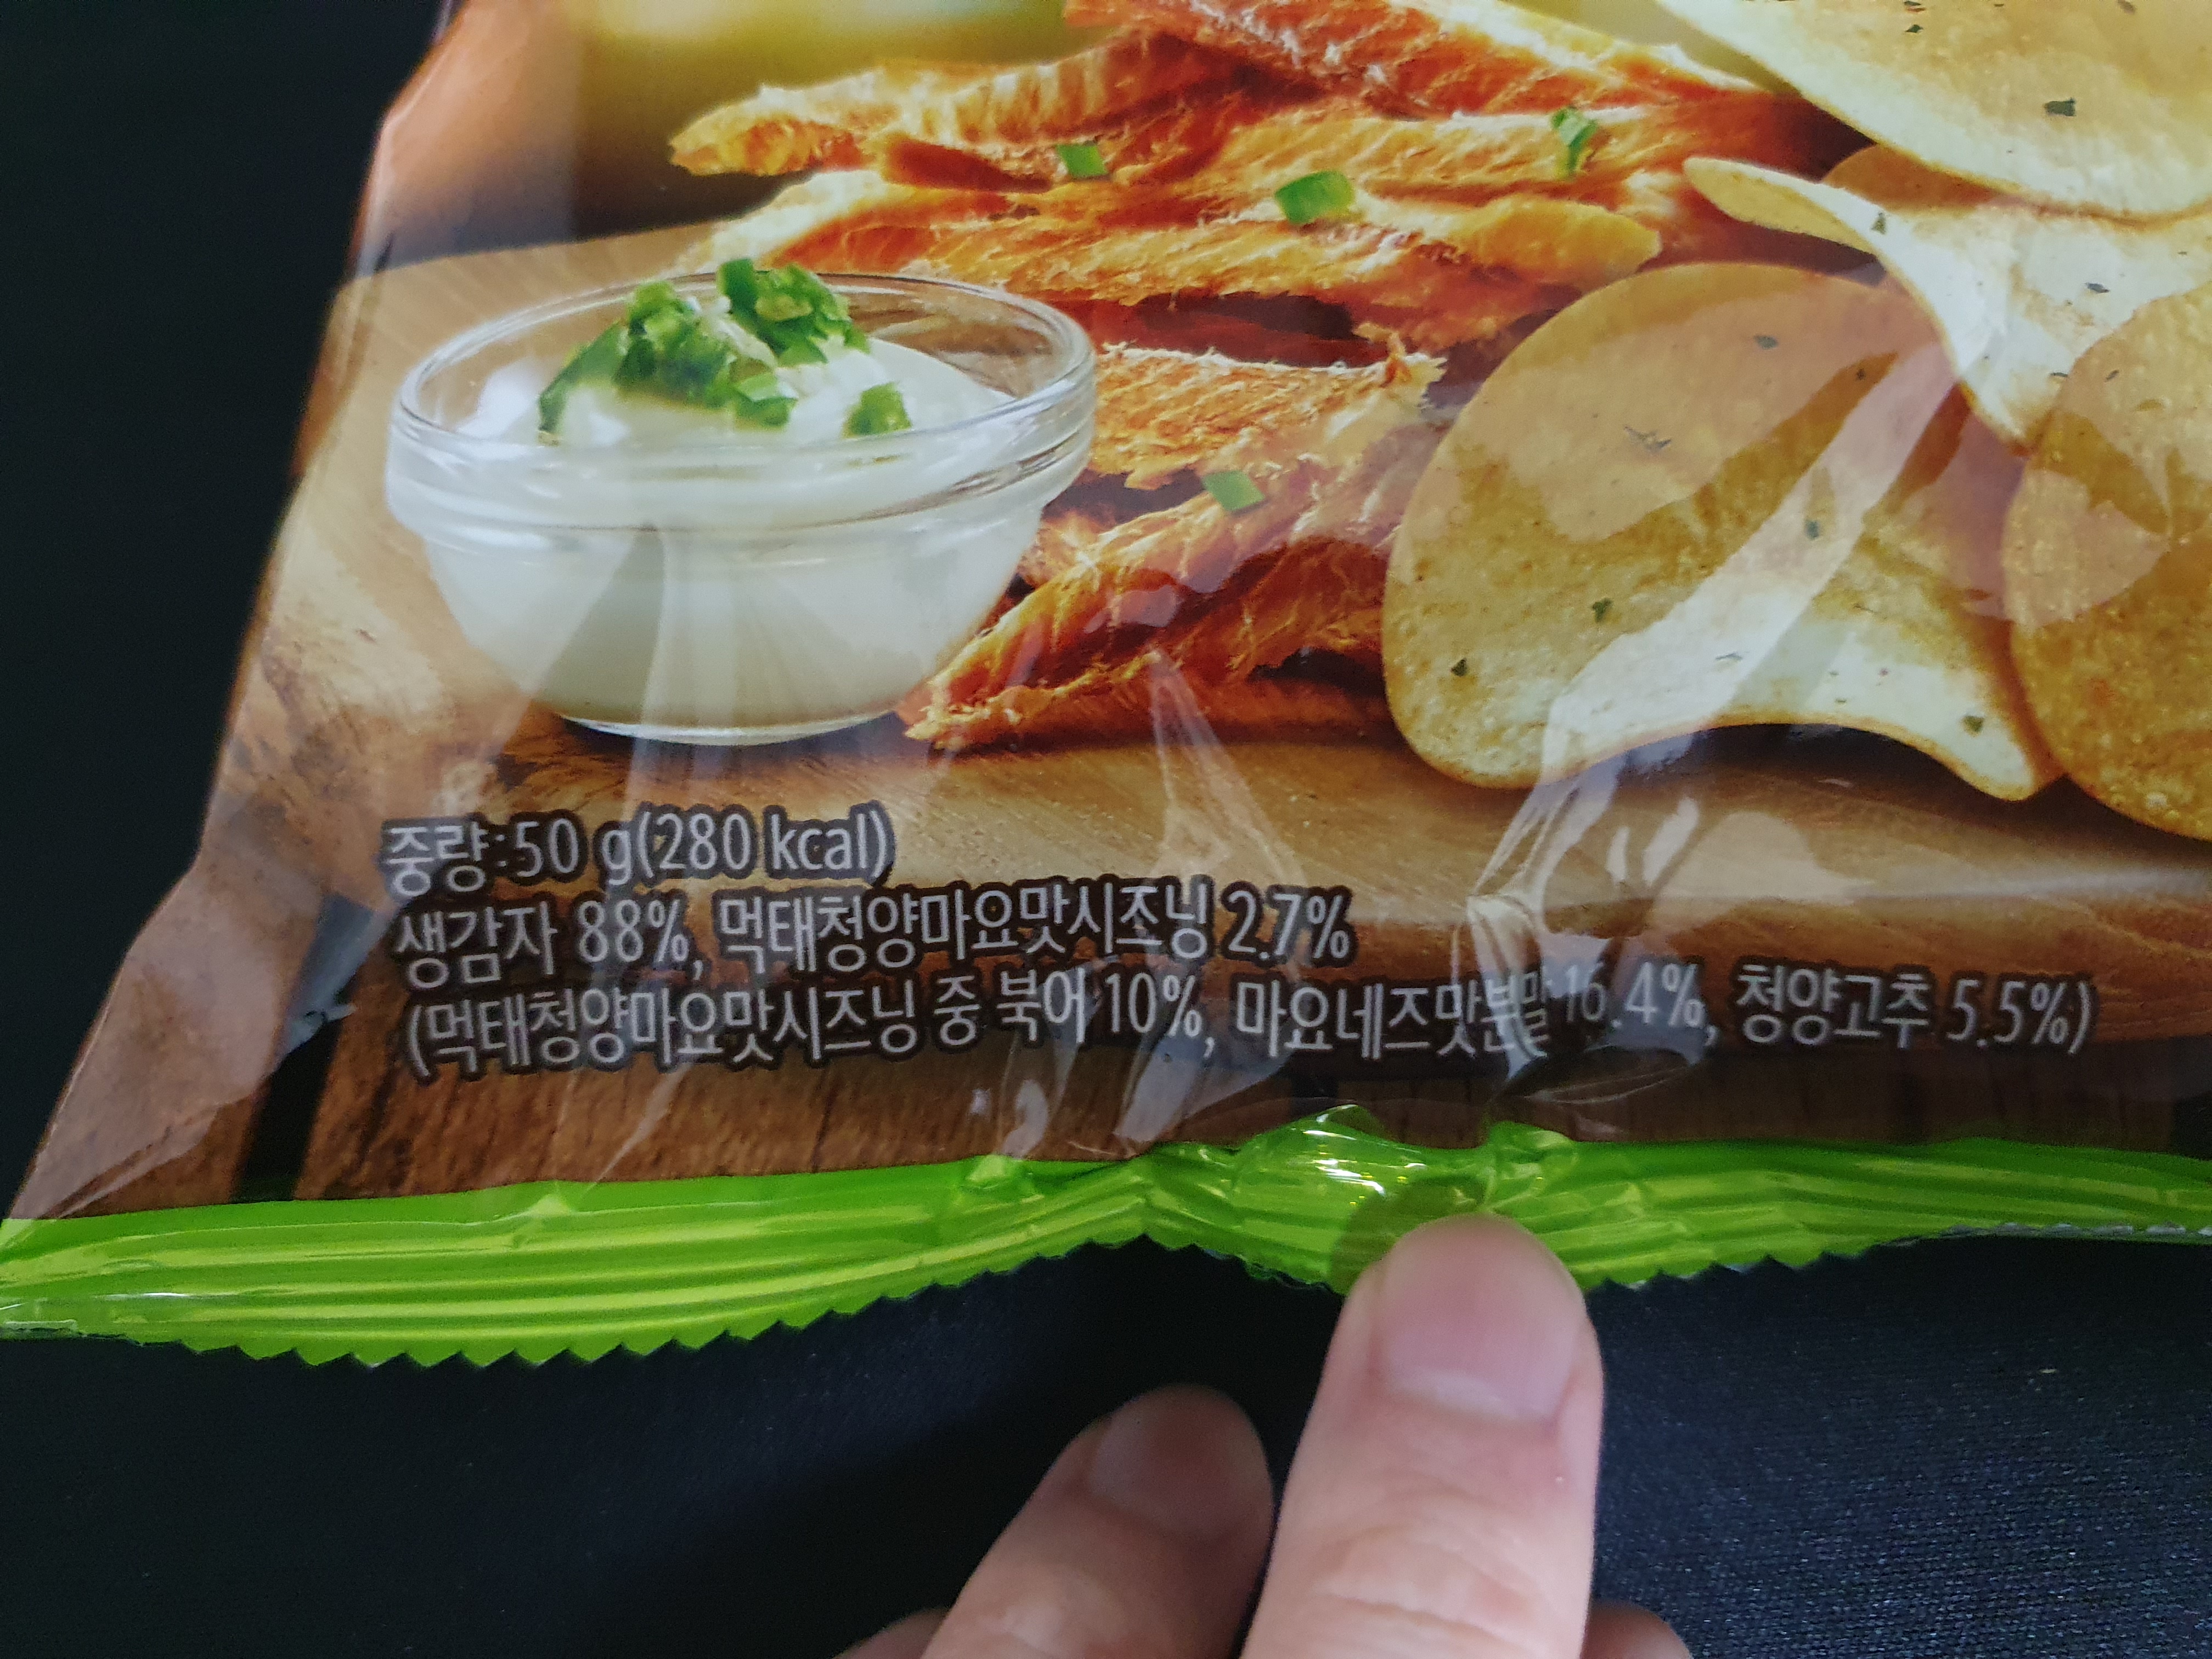 중량:50 g(280 kcal)
생감자 88%, 먹태청양마요맛시즈닝 2.7%
(먹태청양마요맛시즈닝 중 북어 10%, 마요네즈맛분말 16.4%, 청양고추 5.5%)